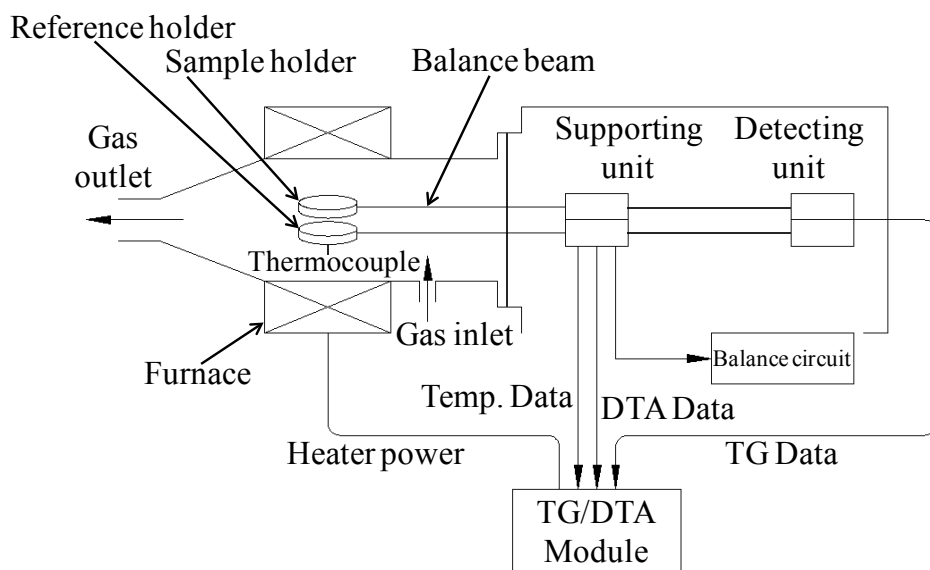 Reference holder
Sample holder
Balance beam
Gas
outlet
Supporting
unit
Detecting
unit
Thermocouple
Gas inlet
Furnace
Balance circuit
Temp. Data
DTA Data
Heater power
TG Data
TG/DTA
Module